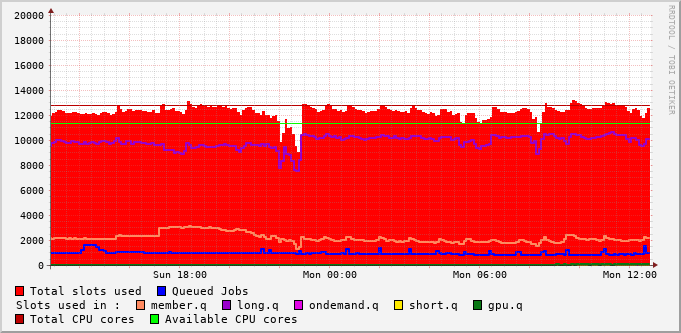 20000
18000
16000
14000
12000
10000
8000
6000
4000
2000
0
Sun 18:00 Mon 00:00 Mon 06:00 Mon 12:00
Total slots used Queued Jobs
Slots used in : member.q long.q ondemand.q short.q gpu.q
Total CPU cores Available CPU cores
RRDTOOL / TOBI OETIKER